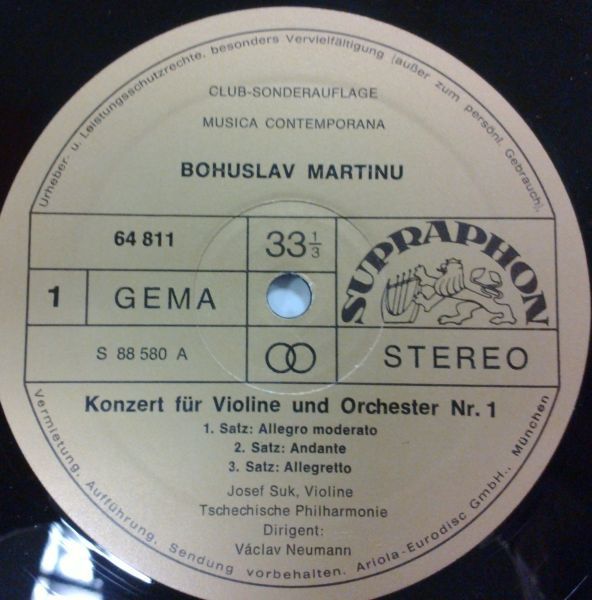 Urheber- u. Leistungsschutzrechte, besonders Vervielfältigung (außer zum persönl. Gebrauch),
CLUB-SONDERAUFLAGE
MUSICA CONTEMPORANA
BOHUSLAV MARTINU
64 811
33 1/3
SUPRAPHON
1
GEMA
S 88 580 A
STEREO
Konzert für Violine und Orchester Nr. 1
1. Satz: Allegro moderato
2. Satz: Andante
3. Satz: Allegretto
Josef Suk, Violine
Tschechische Philharmonie
Dirigent:
Václav Neumann
Vermietung, Aufführung, Sendung vorbehalten. Ariola-Eurodisc GmbH., München